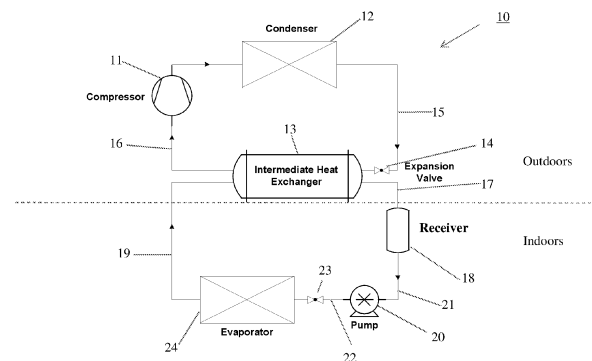 12
10
Condenser
11
Compressor
15
13
14
16
Intermediate Heat
Exchanger
Expansion
Valve
Outdoors
17
Receiver
Indoors
19
18
23
21
Evaporator
Pump
20
24
22